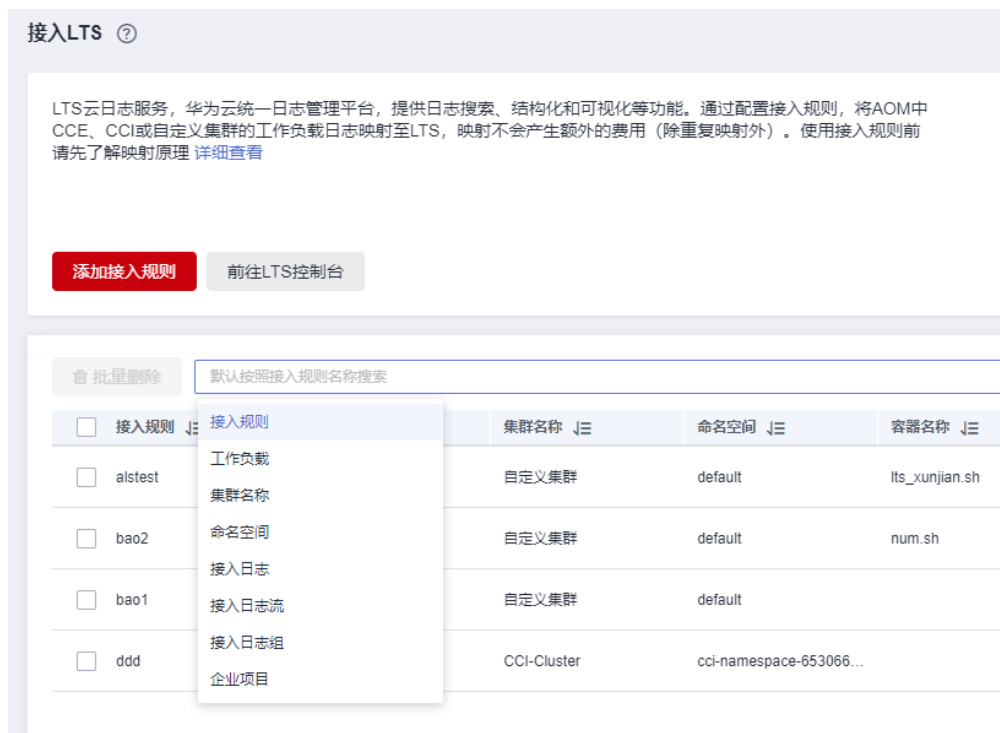 接入LTS ?
LTS云日志服务，华为云统一日志管理平台，提供日志搜索、结构化和可视化等功能。通过配置接入规则，将AOM中
CCE、CCI或自定义集群的工作负载日志映射至LTS，映射不会产生额外的费用（除重复映射外）。使用接入规则前
请先了解映射原理 详细查看
添加接入规则 前往LTS控制台
批量删除 默认按照接入规则名称搜索
接入规则 集群名称 命名空间 容器名称
接入规则
工作负载
集群名称
命名空间
接入日志
接入日志流
接入日志组
企业项目
alstest 自定义集群 default lts_xunjian.sh
bao2 自定义集群 default num.sh
bao1 自定义集群 default
ddd CCI-Cluster cci-namespace-653066...